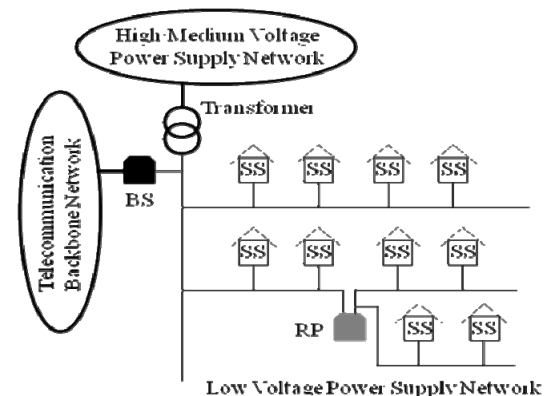 High-Medium Voltage
Power Supply Network
Transformer
Telecommunication
Backbone Network
BS
SS SS SS SS
SS SS SS SS
RP
SS SS
Low Voltage Power Supply Network